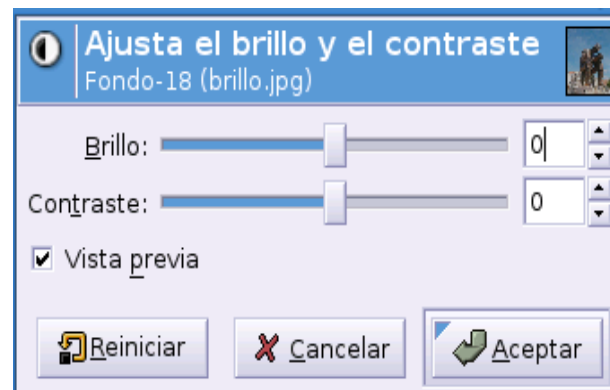 Ajusta el brillo y el contraste
Fondo-18 (brillo.jpg)
Brillo: 0
Contraste: 0
Vista previa
Reiniciar Cancelar Aceptar